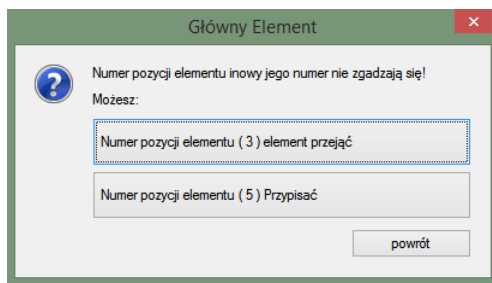 Główny Element
Numer pozycji elementu inowy jego numer nie zgadzają się!
Możesz:
Numer pozycji elementu ( 3 ) element przejąć
Numer pozycji elementu ( 5 ) Przypisać
powrót